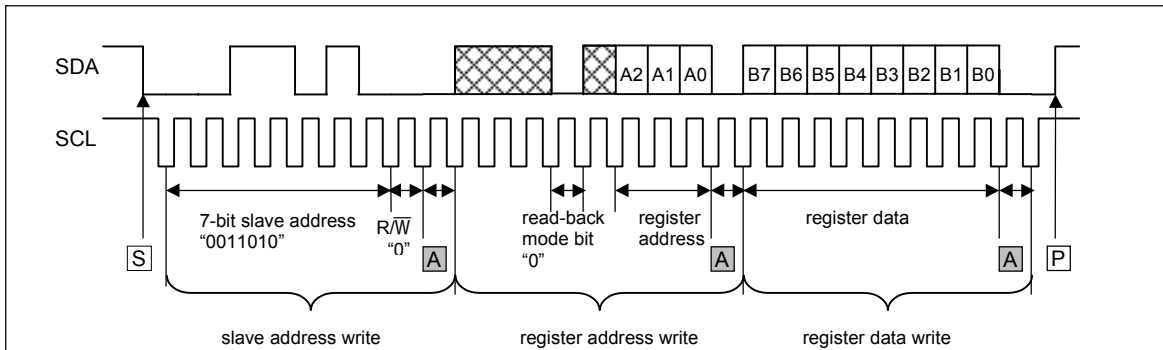 SDA
A2 A1 A0
B7 B6 B5 B4 B3 B2 B1 B0
SCL
7-bit slave address
“0011010”
R/W̅
“0”
read-back
mode bit
“0”
register
address
register data
S
A
A
A
P
slave address write
register address write
register data write